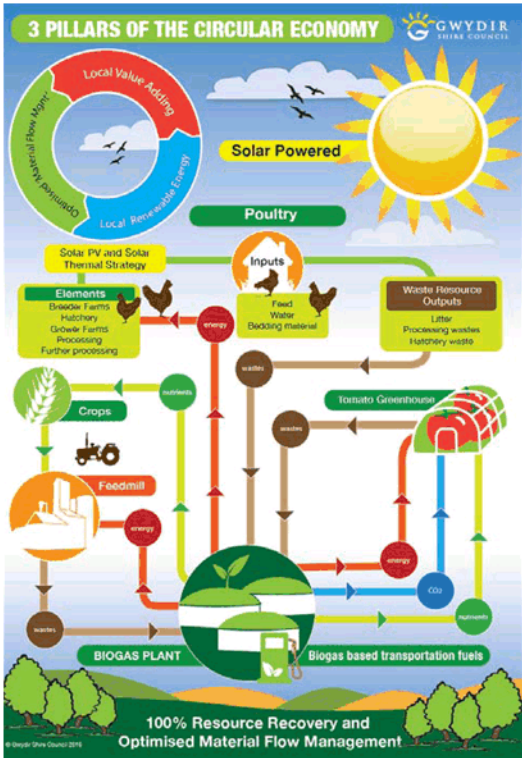 3 PILLARS OF THE CIRCULAR ECONOMY
GWYDIR
SHIRE COUNCIL
Local Value Adding
Optimised Material Flow Mgnt'
Local Renewable Energy
Solar Powered
Poultry
Solar PV and Solar
Thermal Strategy
Inputs
Elements
Breeder Farms
Hatchery
Grower Farms
Processing
Further processing
energy
Feed
Water
Bedding material
Waste Resource
Outputs
Litter
Processing wastes
Hatchery waste
wastes
nutrients
Tomato Greenhouse
Crops
wastes
Feedmill
energy
energy
CO2
nutrients
wastes
BIOGAS PLANT
Biogas based transportation fuels
100% Resource Recovery and
Optimised Material Flow Management